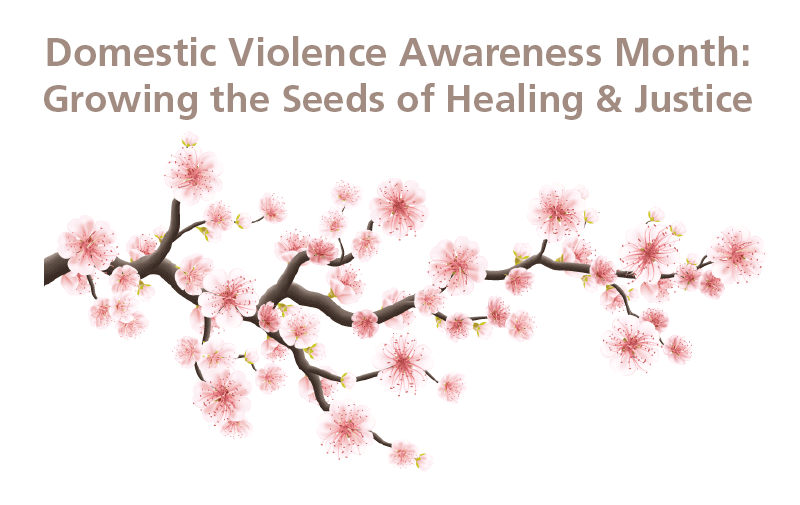 Domestic Violence Awareness Month:
Growing the Seeds of Healing & Justice